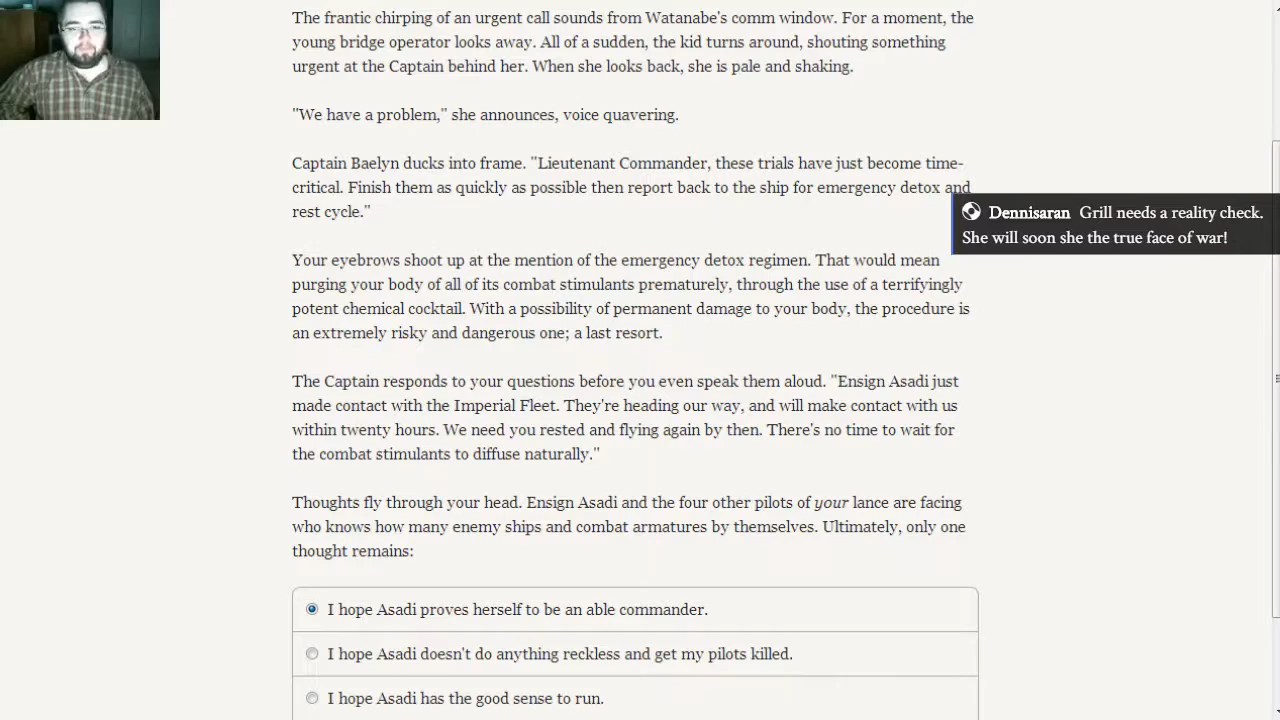 The frantic chirping of an urgent call sounds from Watanabe's comm window. For a moment, the
young bridge operator looks away. All of a sudden, the kid turns around, shouting something
urgent at the Captain behind her. When she looks back, she is pale and shaking.
"We have a problem," she announces, voice quavering.
Captain Baelyn ducks into frame. "Lieutenant Commander, these trials have just become time-
critical. Finish them as quickly as possible then report back to the ship for emergency detox and
rest cycle."
Dennisaran Grill needs a reality check.
She will soon she the true face of war!
Your eyebrows shoot up at the mention of the emergency detox regimen. That would mean
purging your body of all of its combat stimulants prematurely, through the use of a terrifyingly
potent chemical cocktail. With a possibility of permanent damage to your body, the procedure is
an extremely risky and dangerous one; a last resort.
The Captain responds to your questions before you even speak them aloud. "Ensign Asadi just
made contact with the Imperial Fleet. They're heading our way, and will make contact with us
within twenty hours. We need you rested and flying again by then. There's no time to wait for
the combat stimulants to diffuse naturally."
Thoughts fly through your head. Ensign Asadi and the four other pilots of your lance are facing
who knows how many enemy ships and combat armatures by themselves. Ultimately, only one
thought remains:
I hope Asadi proves herself to be an able commander.
I hope Asadi doesn't do anything reckless and get my pilots killed.
I hope Asadi has the good sense to run.